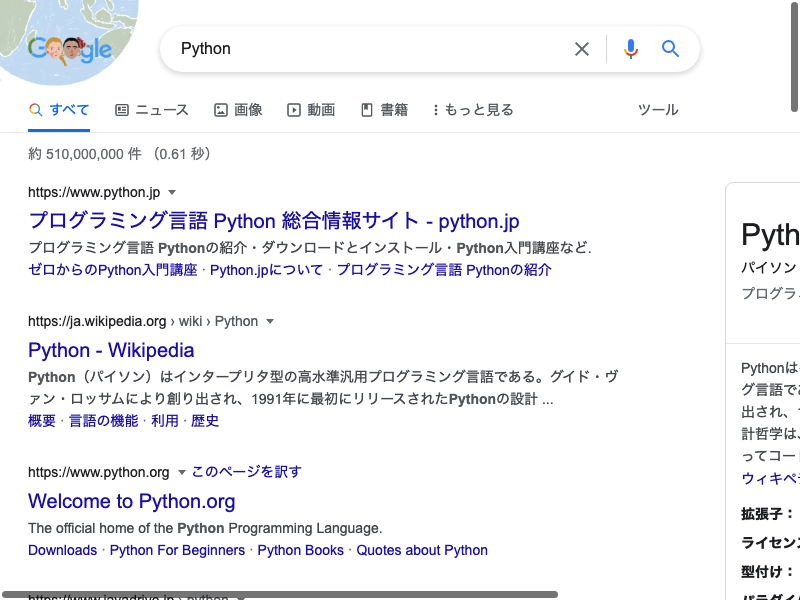 Google
Python
すべて
ニュース
画像
動画
書籍
もっと見る
ツール
約 510,000,000 件 （0.61 秒）
https://www.python.jp
プログラミング言語 Python 総合情報サイト - python.jp
プログラミング言語 Pythonの紹介・ダウンロードとインストール・Python入門講座など.
ゼロからのPython入門講座 · Python.jpについて · プログラミング言語 Pythonの紹介
https://ja.wikipedia.org › wiki › Python
Python - Wikipedia
Python（パイソン）はインタープリタ型の高水準汎用プログラミング言語である。グイド・ヴ
ァン・ロッサムにより創り出され、1991年に最初にリリースされたPythonの設計 ...
概要 · 言語の機能 · 利用 · 歴史
https://www.python.org このページを訳す
Welcome to Python.org
The official home of the Python Programming Language.
Downloads · Python For Beginners · Python Books · Quotes about Python
Pyth
パイソン
プログラ
Pythonは
グ言語で
出され、
計哲学は、
ってコー
ウィキペ
拡張子：
ライセン
型付け：